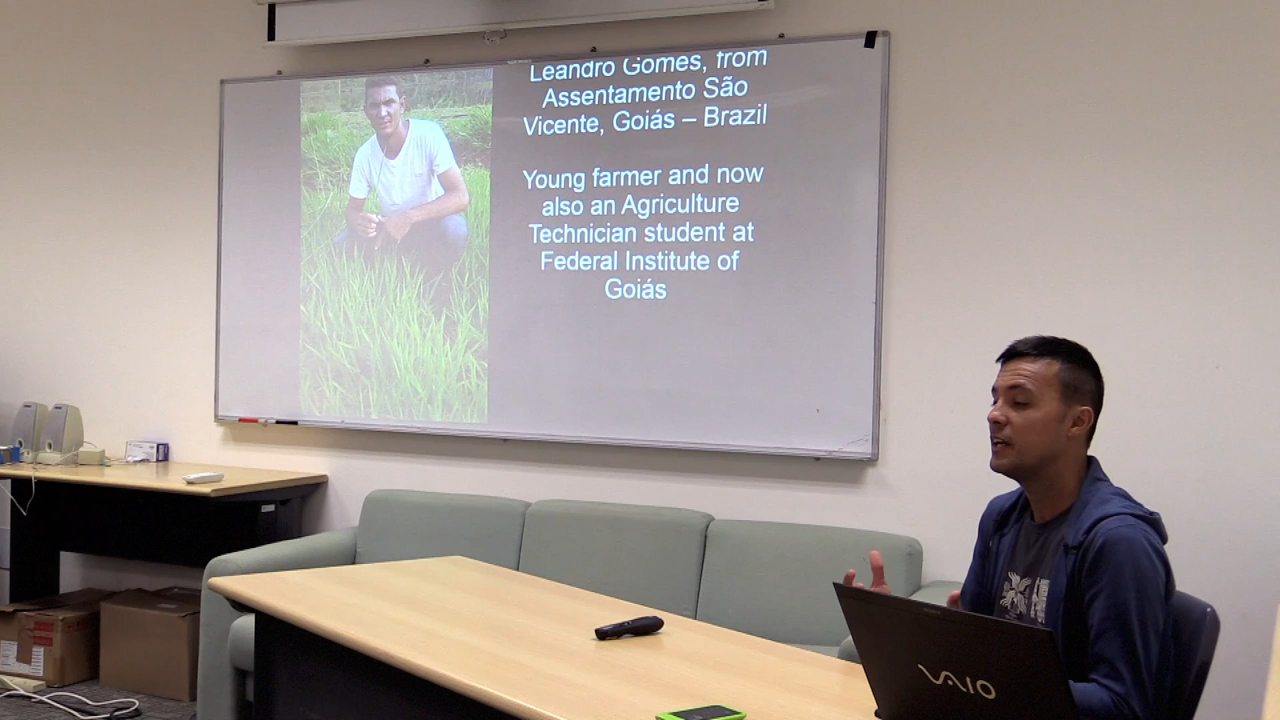 Leandro Gomes, from
Assentamento São
Vicente, Goiás – Brazil
Young farmer and now
also an Agriculture
Technician student at
Federal Institute of
Goiás
VAIO